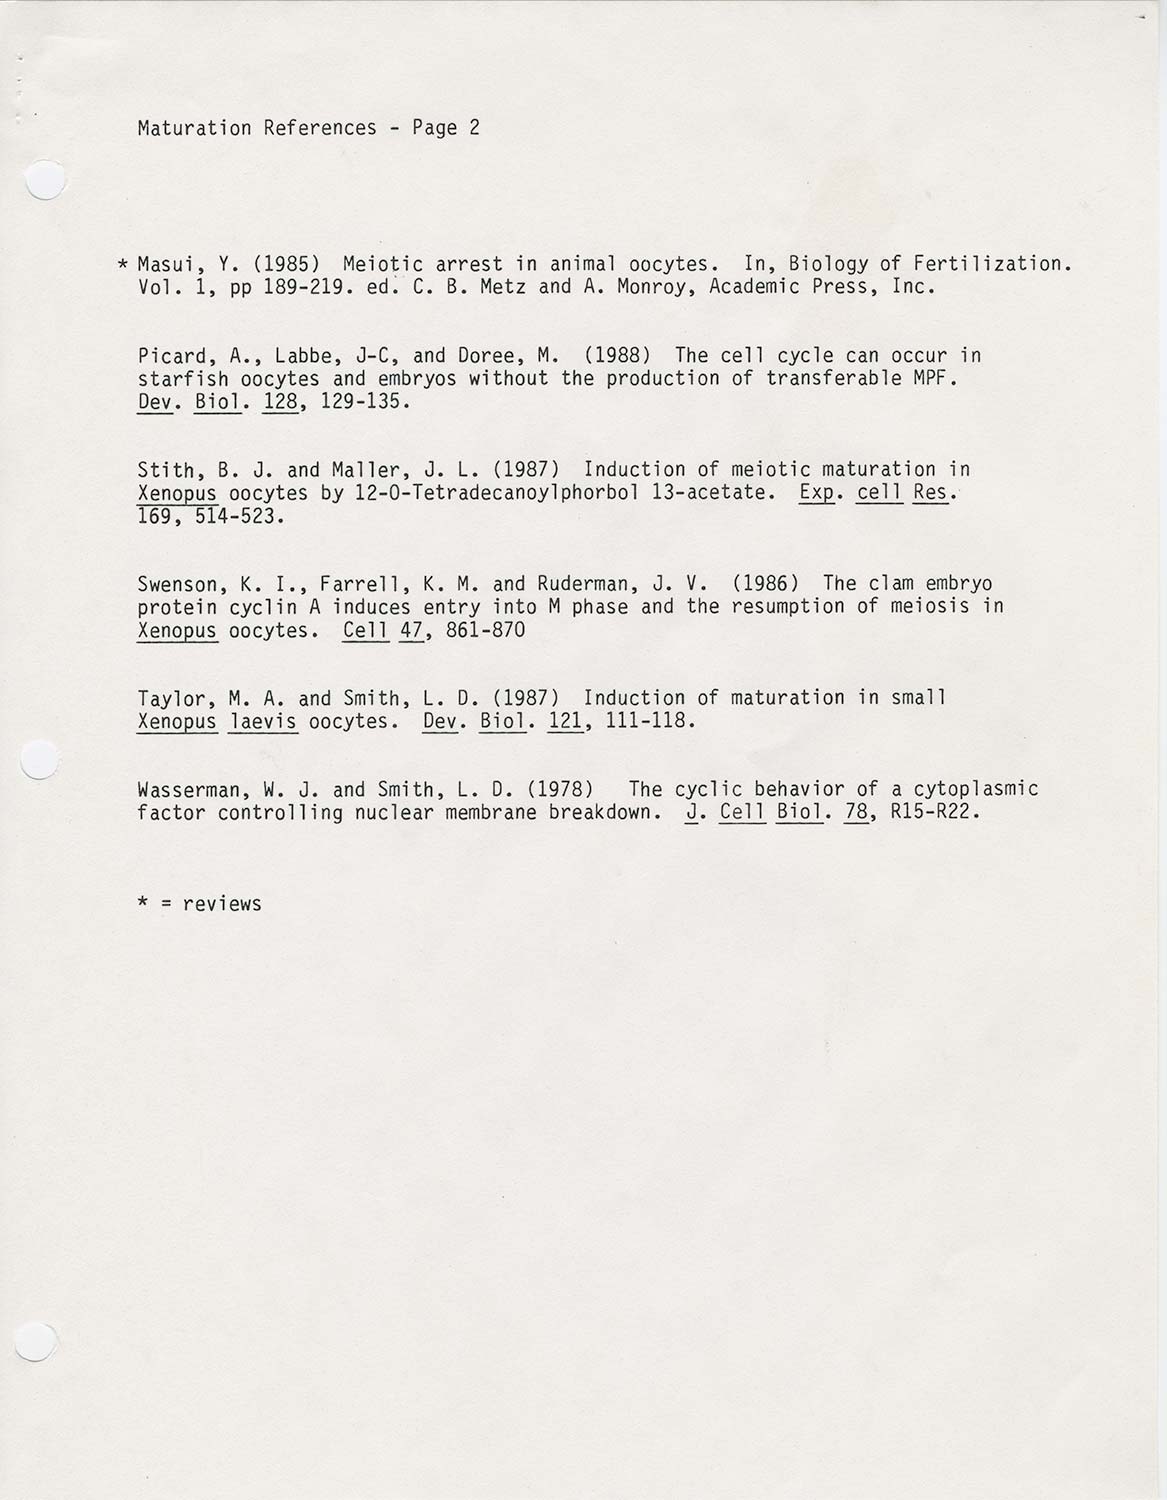 Maturation References - Page 2
* Masui, Y. (1985) Meiotic arrest in animal oocytes. In, Biology of Fertilization.
Vol. 1, pp 189-219. ed. C. B. Metz and A. Monroy, Academic Press, Inc.
Picard, A., Labbe, J-C, and Doree, M. (1988) The cell cycle can occur in
starfish oocytes and embryos without the production of transferable MPF.
Dev. Biol. 128, 129-135.
Stith, B. J. and Maller, J. L. (1987) Induction of meiotic maturation in
Xenopus oocytes by 12-O-Tetradecanoylphorbol 13-acetate. Exp. cell Res.
169, 514-523.
Swenson, K. I., Farrell, K. M. and Ruderman, J. V. (1986) The clam embryo
protein cyclin A induces entry into M phase and the resumption of meiosis in
Xenopus oocytes. Cell 47, 861-870
Taylor, M. A. and Smith, L. D. (1987) Induction of maturation in small
Xenopus laevis oocytes. Dev. Biol. 121, 111-118.
Wasserman, W. J. and Smith, L. D. (1978) The cyclic behavior of a cytoplasmic
factor controlling nuclear membrane breakdown. J. Cell Biol. 78, R15-R22.
* = reviews